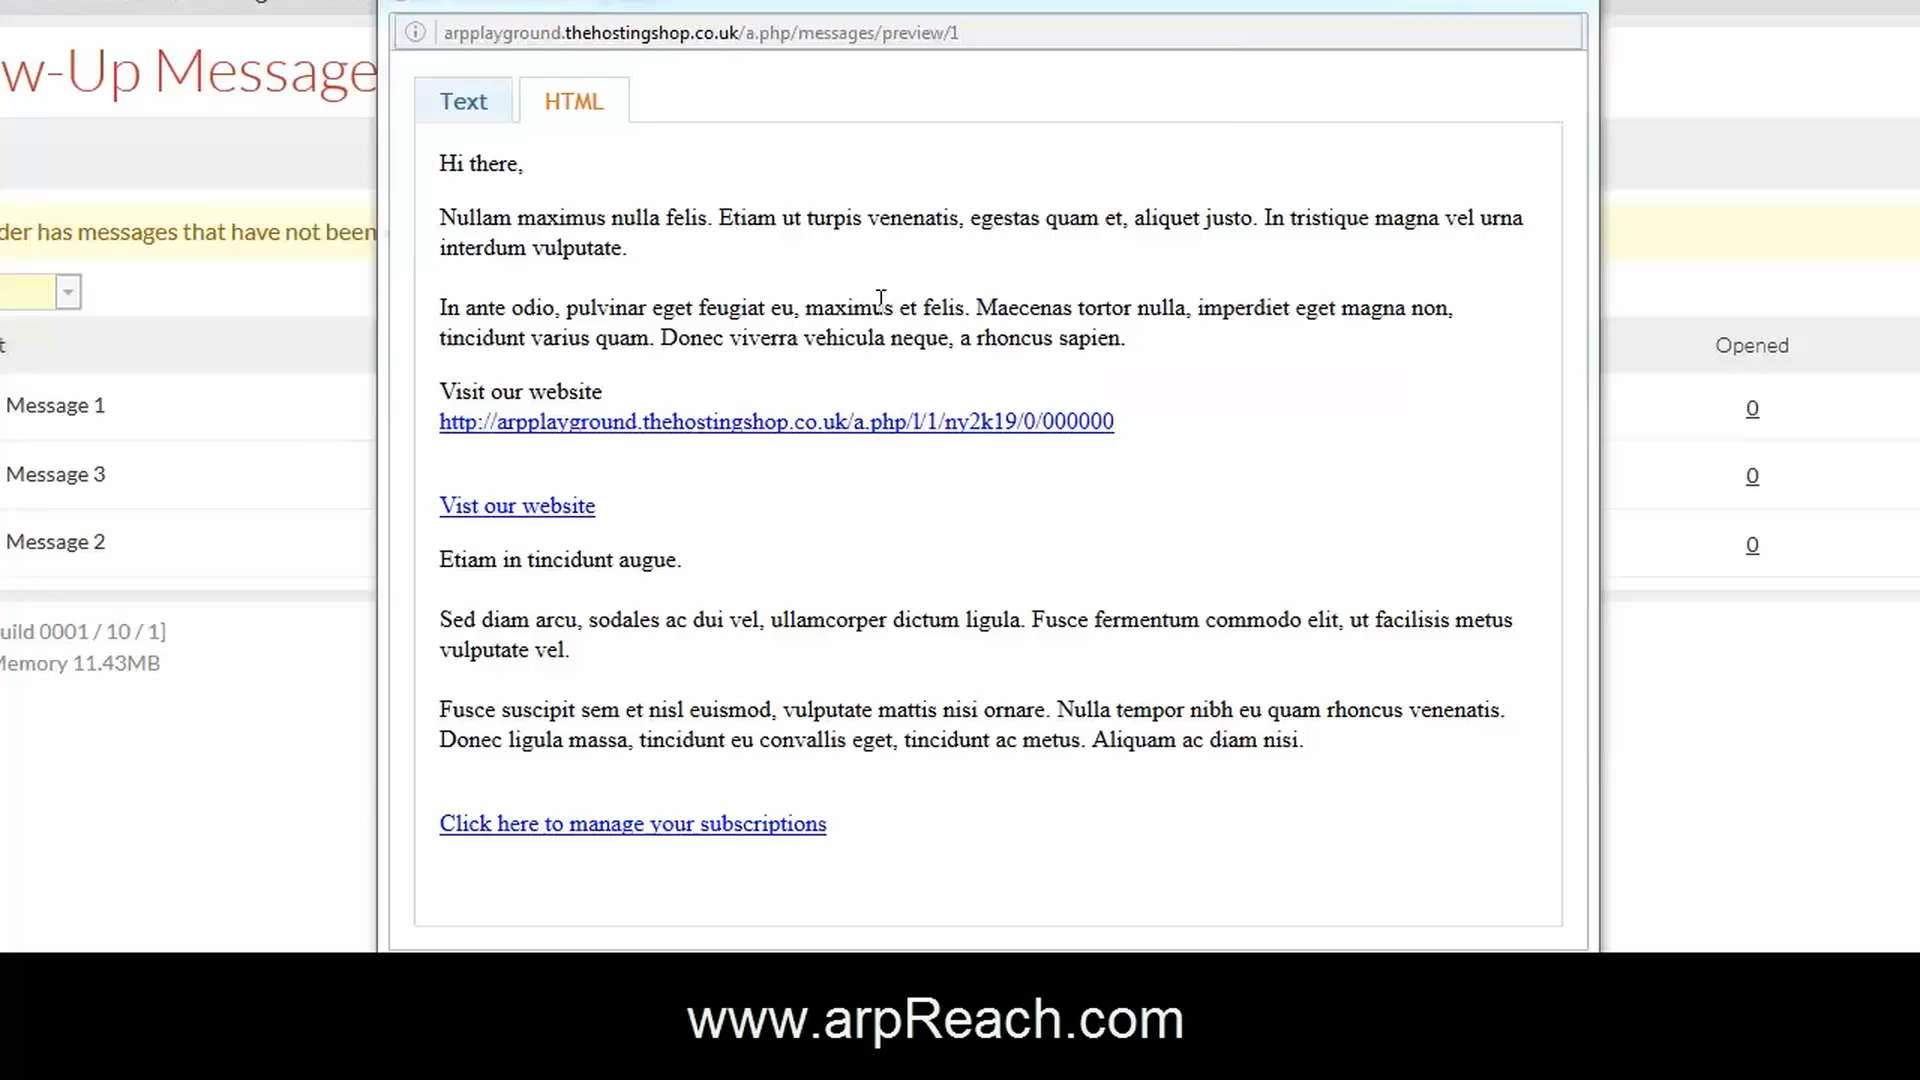 arpplayground.thehostingshop.co.uk/a.php/messages/preview/1
w-Up Message
Text
HTML
Hi there,
Nullam maximus nulla felis. Etiam ut turpis venenatis, egestas quam et, aliquet justo. In tristique magna vel urna
interdum vulputate.
der has messages that have not been
In ante odio, pulvinar eget feugiat eu, maximus et felis. Maecenas tortor nulla, imperdiet eget magna non,
tincidunt varius quam. Donec viverra vehicula neque, a rhoncus sapien.
t
Opened
Visit our website
http://arpplayground.thehostingshop.co.uk/a.php/l/1/ny2k19/0/000000
Message 1
0
Message 3
0
Vist our website
Message 2
0
Etiam in tincidunt augue.
Sed diam arcu, sodales ac dui vel, ullamcorper dictum ligula. Fusce fermentum commodo elit, ut facilisis metus
vulputate vel.
uild 0001 / 10 / 1]
Memory 11.43MB
Fusce suscipit sem et nisl euismod, vulputate mattis nisi ornare. Nulla tempor nibh eu quam rhoncus venenatis.
Donec ligula massa, tincidunt eu convallis eget, tincidunt ac metus. Aliquam ac diam nisi.
Click here to manage your subscriptions
www.arpReach.com